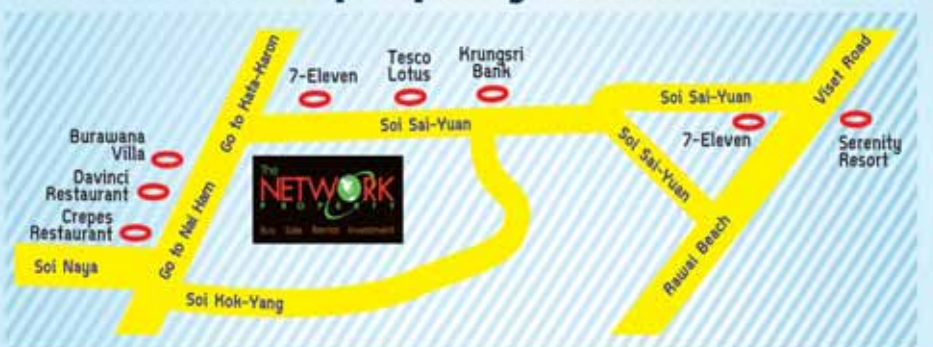 Go to Kata-Karon
7-Eleven
Tesco
Lotus
Krungsri
Bank
Viset Road
Soi Sai-Yuan
Soi Sai-Yuan
Soi Sai-Yuan
7-Eleven
Serenity
Resort
Burawana
Villa
Davinci
Restaurant
Crepes
Restaurant
Go to Nai Harn
The
NETWORK
PROPERTY
Buy Sale Rental Investment
Rawai Beach
Soi Naya
Soi Kok-Yang